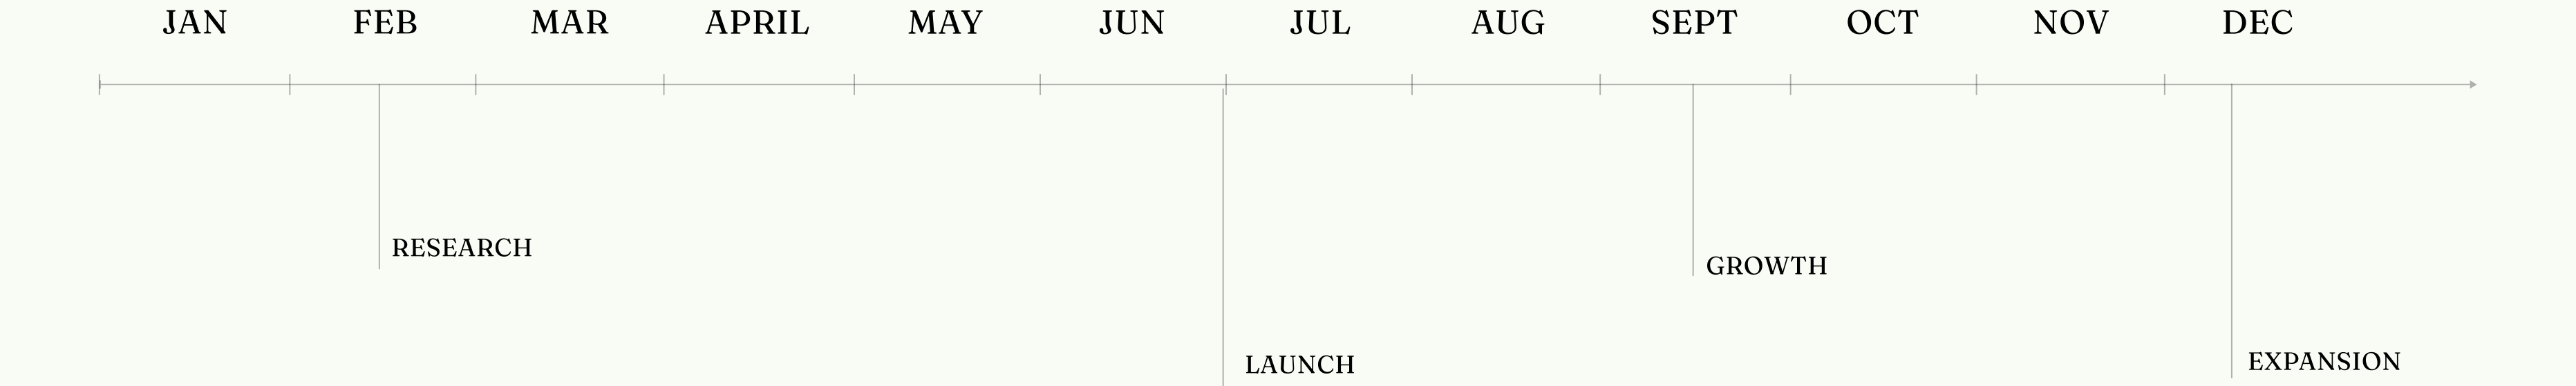 JAN FEB MAR APRIL MAY JUN JUL AUG SEPT OCT NOV DEC
RESEARCH
GROWTH
LAUNCH
EXPANSION